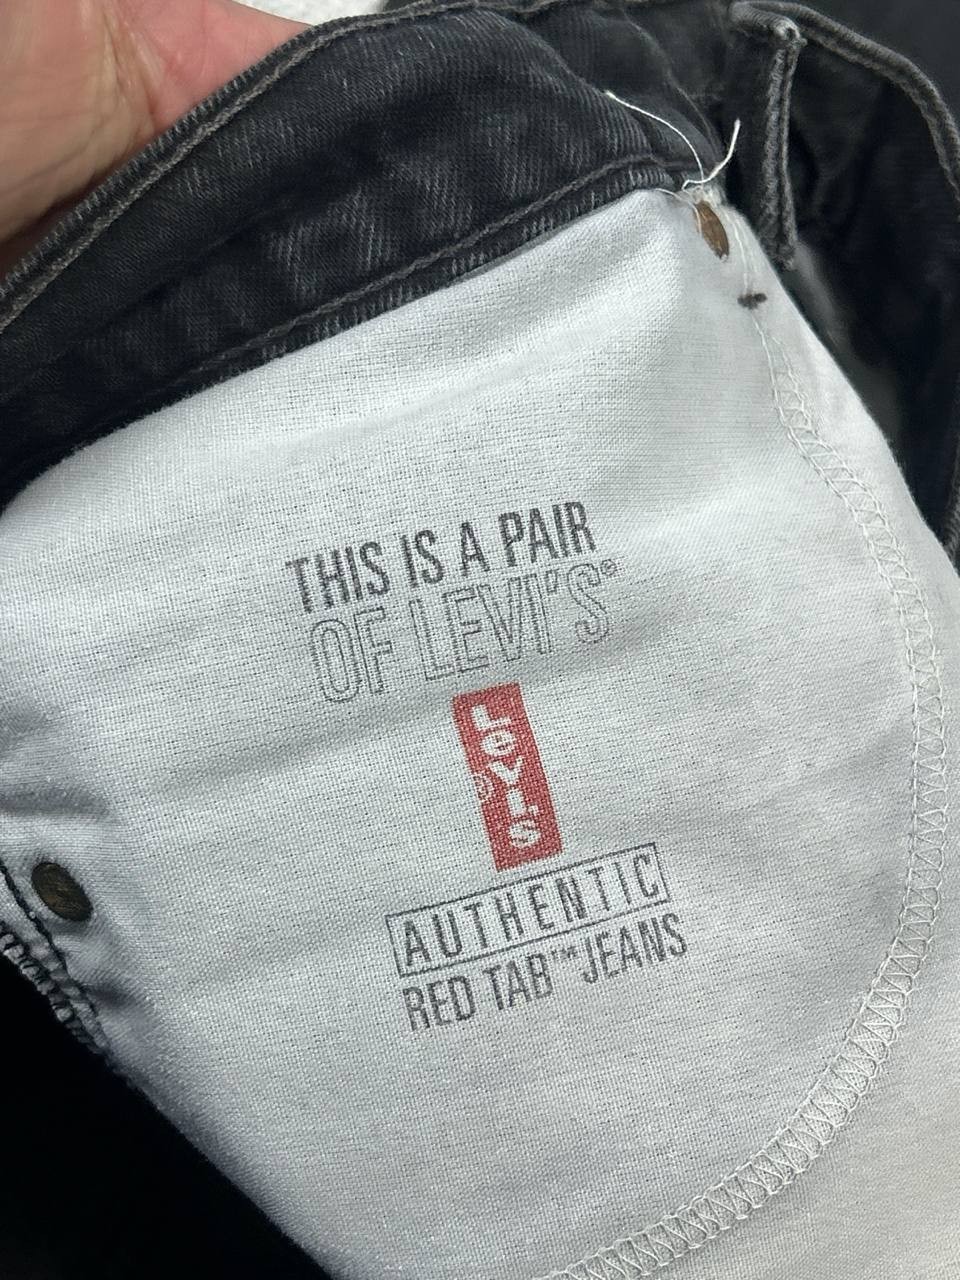 THIS IS A PAIR
OF LEVI'S®
LEVI'S®
AUTHENTIC
RED TAB™ JEANS